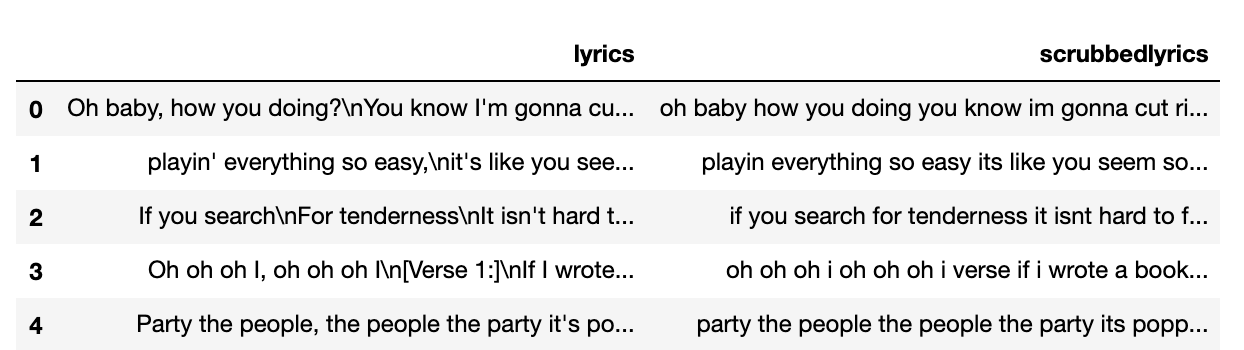 lyrics scrubbedlyrics
0 Oh baby, how you doing?\nYou know I'm gonna cu... oh baby how you doing you know im gonna cut ri...
1 playin' everything so easy,\nit's like you see... playin everything so easy its like you seem so...
2 If you search\nFor tenderness\nIt isn't hard t... if you search for tenderness it isnt hard to f...
3 Oh oh oh I, oh oh oh I\n[Verse 1:]\nIf I wrote... oh oh oh i oh oh oh i verse if i wrote a book...
4 Party the people, the people the party it's po... party the people the people the party its popp...